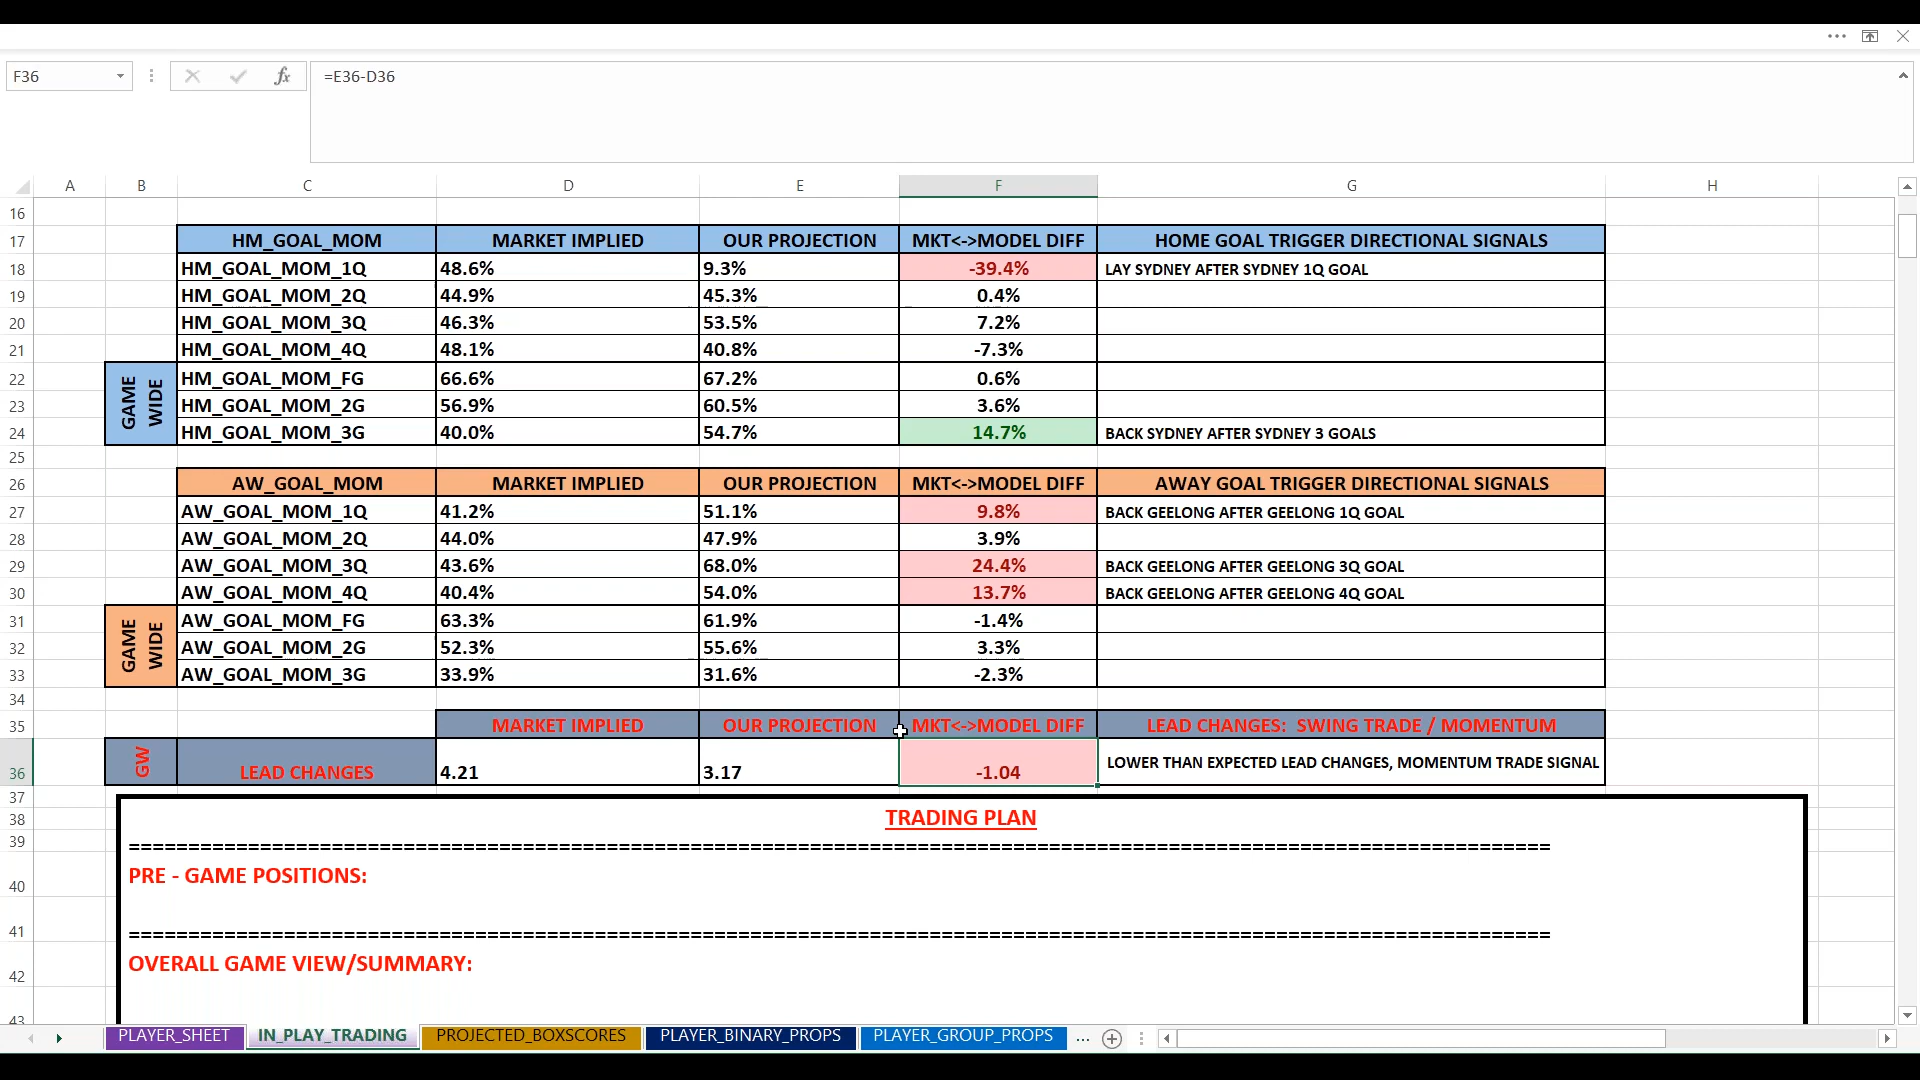 F36 fx =E36-D36
A B C D E F G H
16
17 HM_GOAL_MOM MARKET IMPLIED OUR PROJECTION MKT<->MODEL DIFF HOME GOAL TRIGGER DIRECTIONAL SIGNALS
18 HM_GOAL_MOM_1Q 48.6% 9.3% -39.4% LAY SYDNEY AFTER SYDNEY 1Q GOAL
19 HM_GOAL_MOM_2Q 44.9% 45.3% 0.4%
20 HM_GOAL_MOM_3Q 46.3% 53.5% 7.2%
21 HM_GOAL_MOM_4Q 48.1% 40.8% -7.3%
GAME WIDE
22 HM_GOAL_MOM_FG 66.6% 67.2% 0.6%
23 HM_GOAL_MOM_2G 56.9% 60.5% 3.6%
24 HM_GOAL_MOM_3G 40.0% 54.7% 14.7% BACK SYDNEY AFTER SYDNEY 3 GOALS
25
26 AW_GOAL_MOM MARKET IMPLIED OUR PROJECTION MKT<->MODEL DIFF AWAY GOAL TRIGGER DIRECTIONAL SIGNALS
27 AW_GOAL_MOM_1Q 41.2% 51.1% 9.8% BACK GEELONG AFTER GEELONG 1Q GOAL
28 AW_GOAL_MOM_2Q 44.0% 47.9% 3.9%
29 AW_GOAL_MOM_3Q 43.6% 68.0% 24.4% BACK GEELONG AFTER GEELONG 3Q GOAL
30 AW_GOAL_MOM_4Q 40.4% 54.0% 13.7% BACK GEELONG AFTER GEELONG 4Q GOAL
GAME WIDE
31 AW_GOAL_MOM_FG 63.3% 61.9% -1.4%
32 AW_GOAL_MOM_2G 52.3% 55.6% 3.3%
33 AW_GOAL_MOM_3G 33.9% 31.6% -2.3%
34
35 MARKET IMPLIED OUR PROJECTION MKT<->MODEL DIFF LEAD CHANGES: SWING TRADE / MOMENTUM
36 GW LEAD CHANGES 4.21 3.17 -1.04 LOWER THAN EXPECTED LEAD CHANGES, MOMENTUM TRADE SIGNAL
37
38 TRADING PLAN
39
40 PRE - GAME POSITIONS:
41
42 OVERALL GAME VIEW/SUMMARY:
43
PLAYER_SHEET IN_PLAY_TRADING PROJECTED_BOXSCORES PLAYER_BINARY_PROPS PLAYER_GROUP_PROPS ...